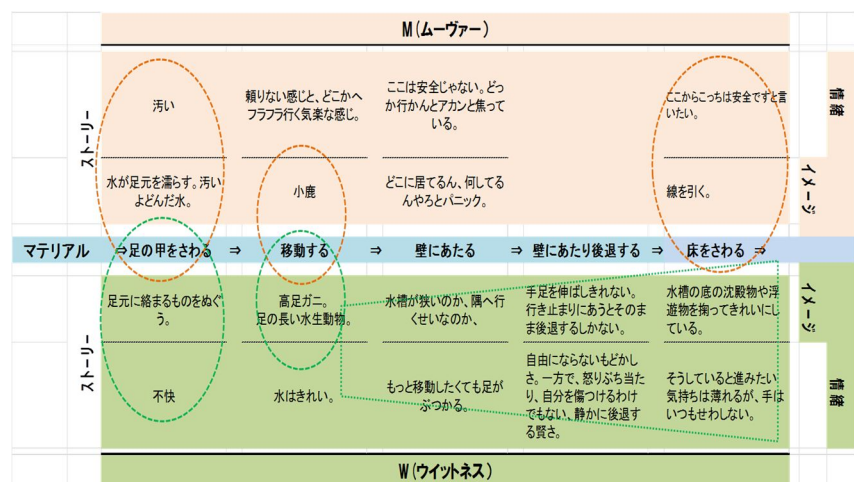 M(ムーヴァー)
ストーリー
汚い
頼りない感じと、どこかへ
フラフラ行く気楽な感じ。
ここは安全じゃない。どっ
か行かんとアカンと焦って
いる。
ここからこっちは安全ですと言
いたい。
情緒
水が足元を濡らす。汚い
よどんだ水。
小鹿
どこに居てるん、何してる
んやろとパニック。
線を引く。
イメージ
マテリアル ⇒足の甲をさわる ⇒ 移動する ⇒ 壁にあたる ⇒ 壁にあたり後退する ⇒ 床をさわる ⇒
ストーリー
足元に絡まるものをぬぐ
う。
高足ガニ。
足の長い水生動物。
水槽が狭いのか、隅へ行
くせいなのか、
手足を伸ばしきれない。
行き止まりにあうとそのま
ま後退するしかない。
水槽の底の沈殿物や浮
遊物を掬ってきれいにし
ている。
イメージ
不快
水はきれい。
もっと移動したくても足が
ぶつかる。
自由にならないもどかし
さ。一方で、怒りぶち当た
り、自分を傷つけるわけ
でもない、静かに後退す
る賢さ。
そうしていると進みたい
気持ちは薄れるが、手は
いつもせわしない。
情緒
W(ウイットネス)